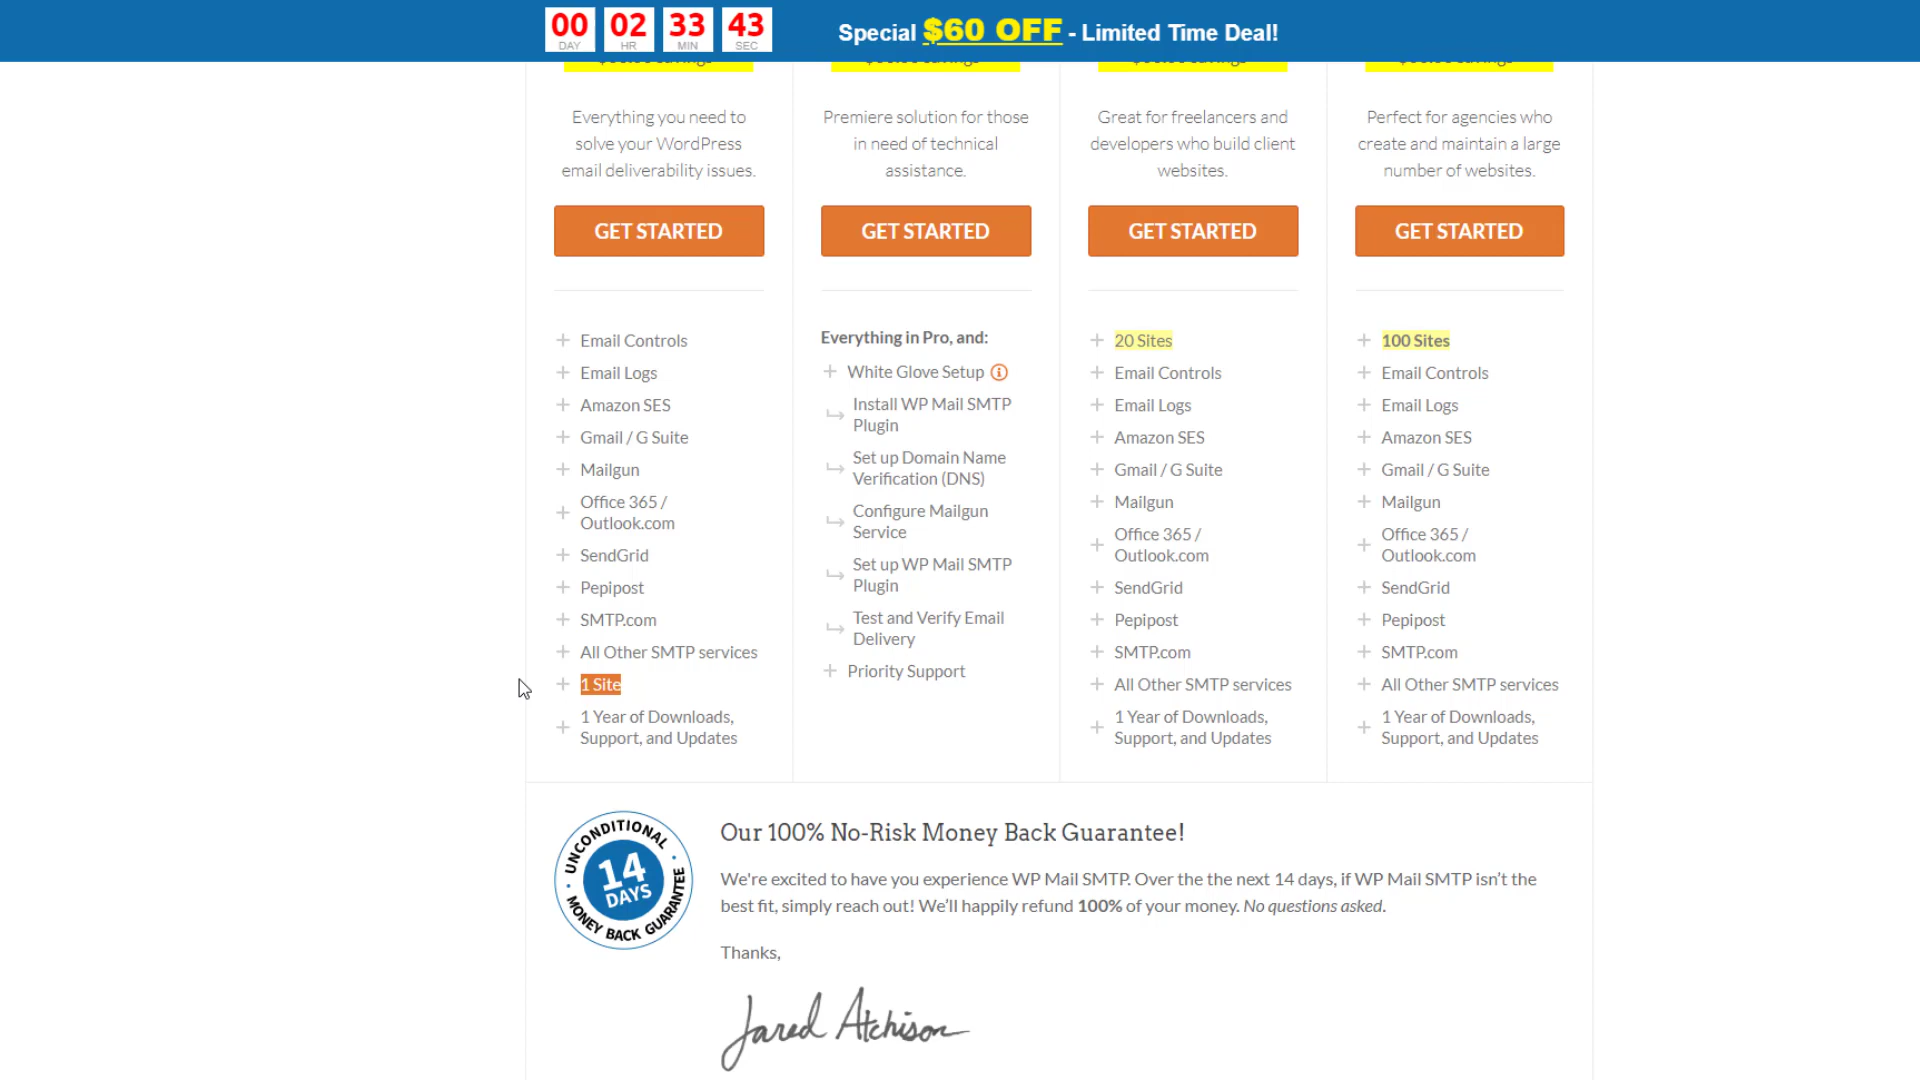 00 02 33 43
DAY HR MIN SEC
Special $60 OFF - Limited Time Deal!
Everything you need to
solve your WordPress
email deliverability issues.
GET STARTED
Email Controls
Email Logs
Amazon SES
Gmail / G Suite
Mailgun
Office 365 /
Outlook.com
SendGrid
Pepipost
SMTP.com
All Other SMTP services
1 Site
1 Year of Downloads,
Support, and Updates
Premiere solution for those
in need of technical
assistance.
GET STARTED
Everything in Pro, and:
White Glove Setup
Install WP Mail SMTP
Plugin
Set up Domain Name
Verification (DNS)
Configure Mailgun
Service
Set up WP Mail SMTP
Plugin
Test and Verify Email
Delivery
Priority Support
Great for freelancers and
developers who build client
websites.
GET STARTED
20 Sites
Email Controls
Email Logs
Amazon SES
Gmail / G Suite
Mailgun
Office 365 /
Outlook.com
SendGrid
Pepipost
SMTP.com
All Other SMTP services
1 Year of Downloads,
Support, and Updates
Perfect for agencies who
create and maintain a large
number of websites.
GET STARTED
100 Sites
Email Controls
Email Logs
Amazon SES
Gmail / G Suite
Mailgun
Office 365 /
Outlook.com
SendGrid
Pepipost
SMTP.com
All Other SMTP services
1 Year of Downloads,
Support, and Updates
UNCONDITIONAL
14
DAYS
MONEY BACK GUARANTEE
Our 100% No-Risk Money Back Guarantee!
We're excited to have you experience WP Mail SMTP. Over the the next 14 days, if WP Mail SMTP isn't the
best fit, simply reach out! We'll happily refund 100% of your money. No questions asked.
Thanks,
Jared Atchison